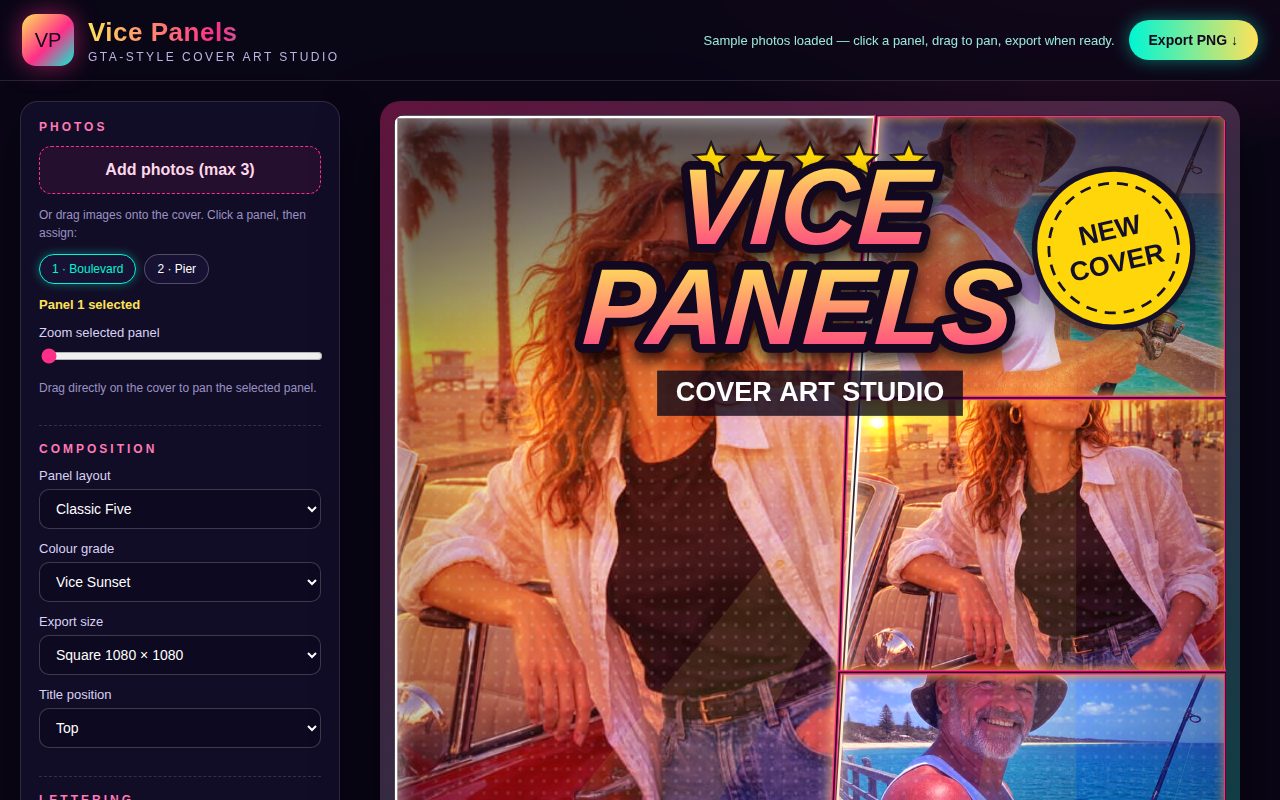 VP
Vice Panels
GTA-STYLE COVER ART STUDIO
Sample photos loaded — click a panel, drag to pan, export when ready.
Export PNG ↓
PHOTOS
Add photos (max 3)
Or drag images onto the cover. Click a panel, then
assign:
1 · Boulevard
2 · Pier
Panel 1 selected
Zoom selected panel
Drag directly on the cover to pan the selected panel.
COMPOSITION
Panel layout
Classic Five
Colour grade
Vice Sunset
Export size
Square 1080 × 1080
Title position
Top
LETTERING
VICE
PANELS
COVER ART STUDIO
NEW
COVER